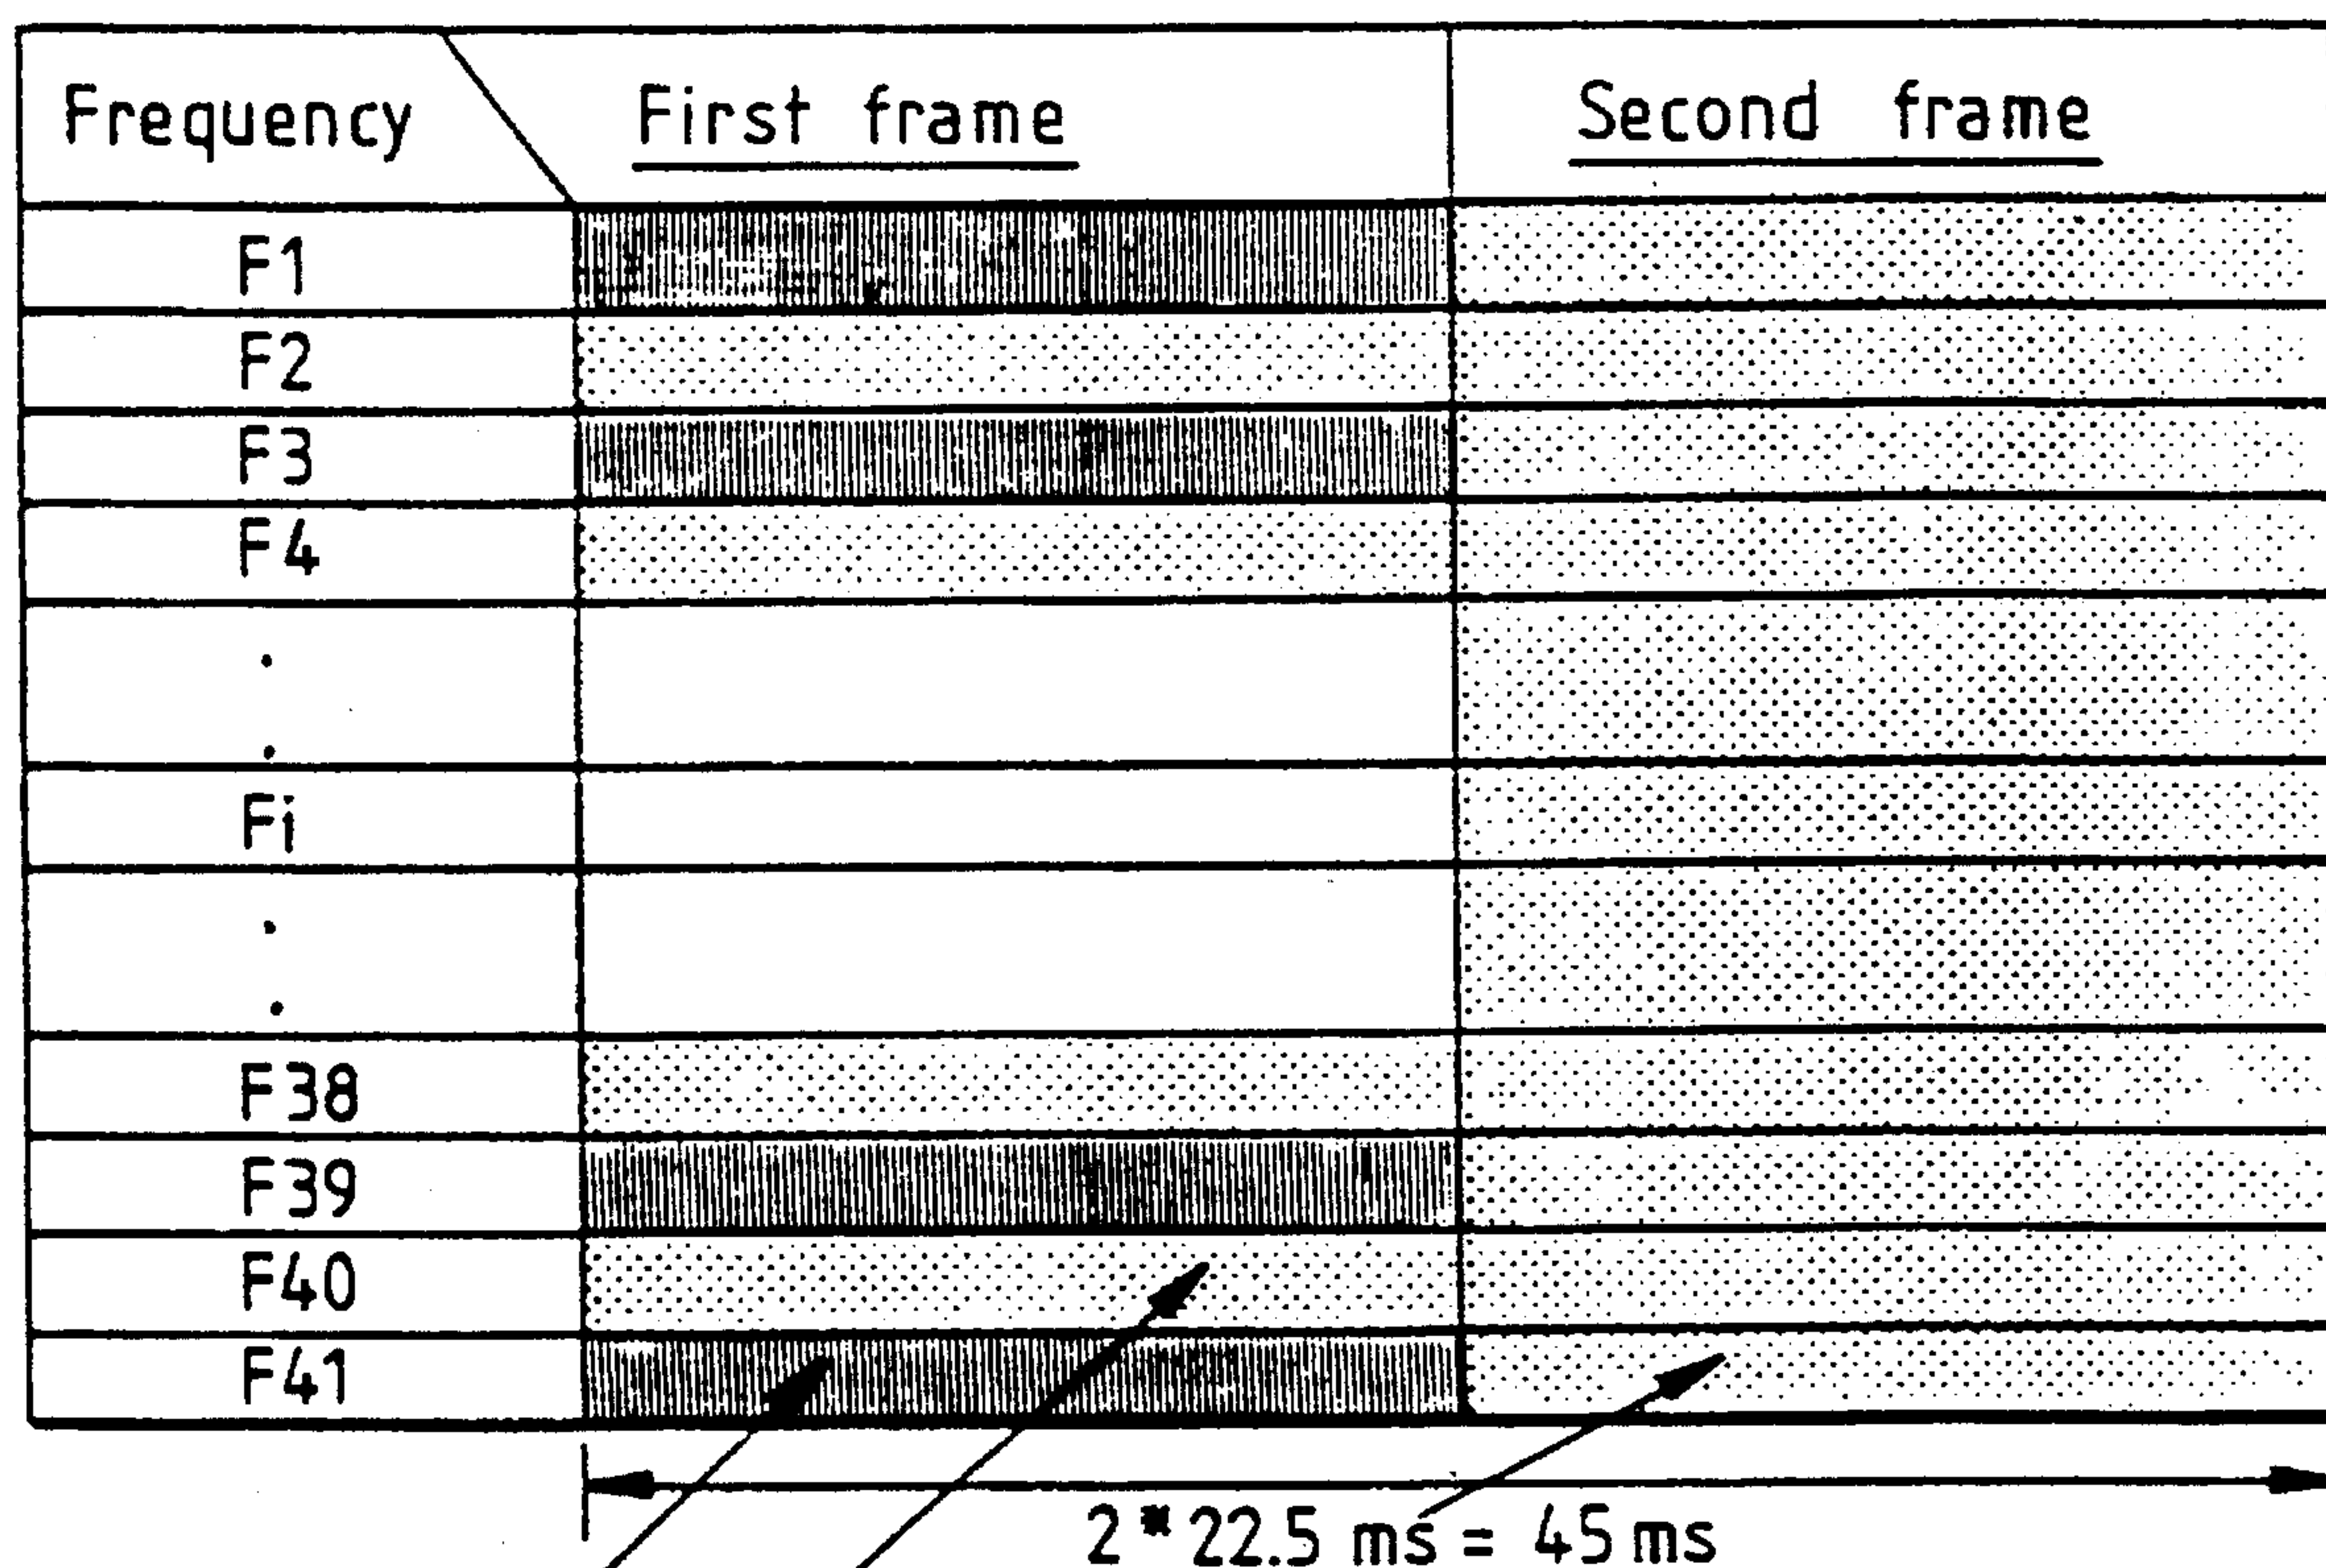 Frequency First frame Second frame
F1
F2
F3
F4
.
.
Fi
.
.
F38
F39
F40
F41
2*22.5 ms = 45 ms